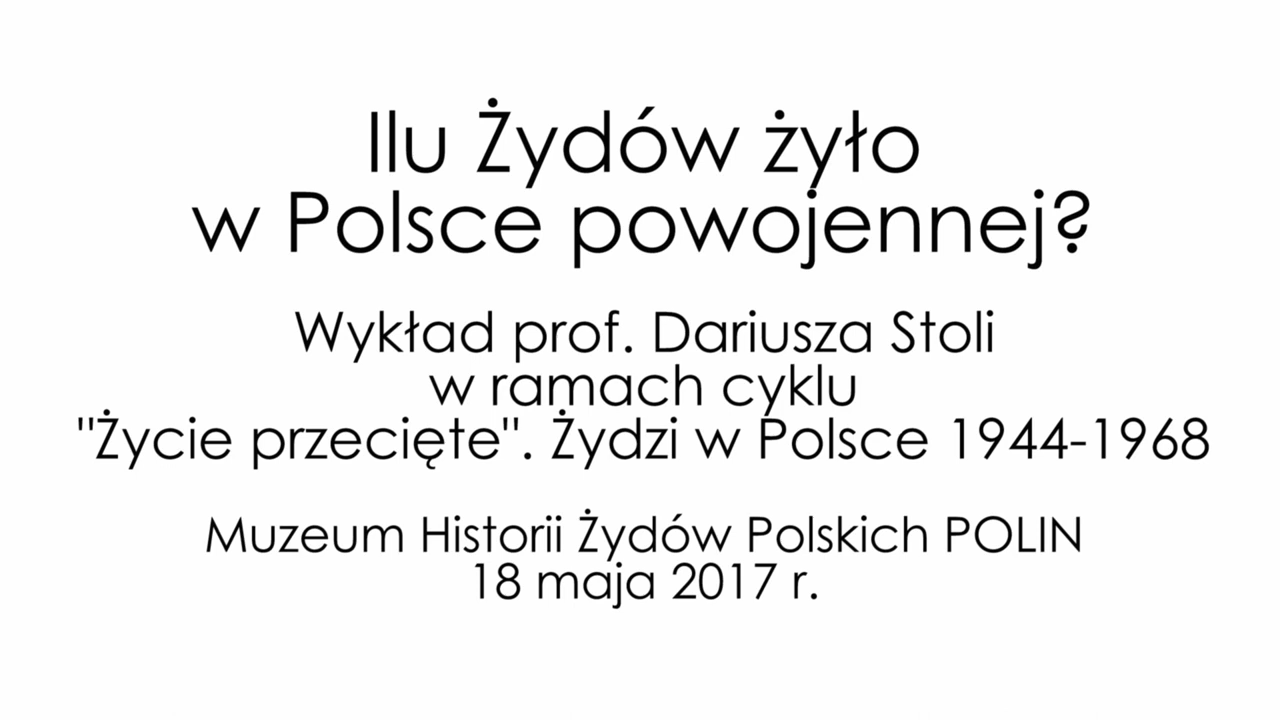 Ilu Żydów żyło
w Polsce powojennej?
Wykład prof. Dariusza Stoli
w ramach cyklu
"Życie przecięte". Żydzi w Polsce 1944-1968
Muzeum Historii Żydów Polskich POLIN
18 maja 2017 r.